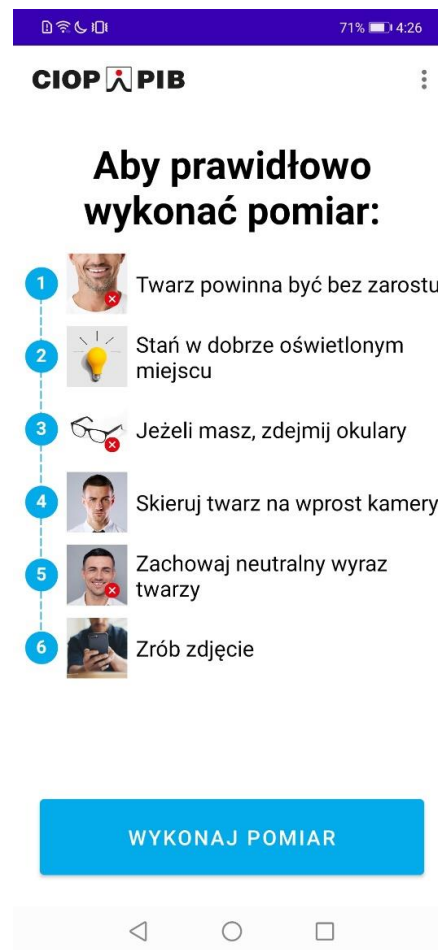 71% 4:26
CIOP PIB
Aby prawidłowo
wykonać pomiar:
1 Twarz powinna być bez zarostu
2 Stań w dobrze oświetlonym
miejscu
3 Jeżeli masz, zdejmij okulary
4 Skieruj twarz na wprost kamery
5 Zachowaj neutralny wyraz
twarzy
6 Zrób zdjęcie
WYKONAJ POMIAR